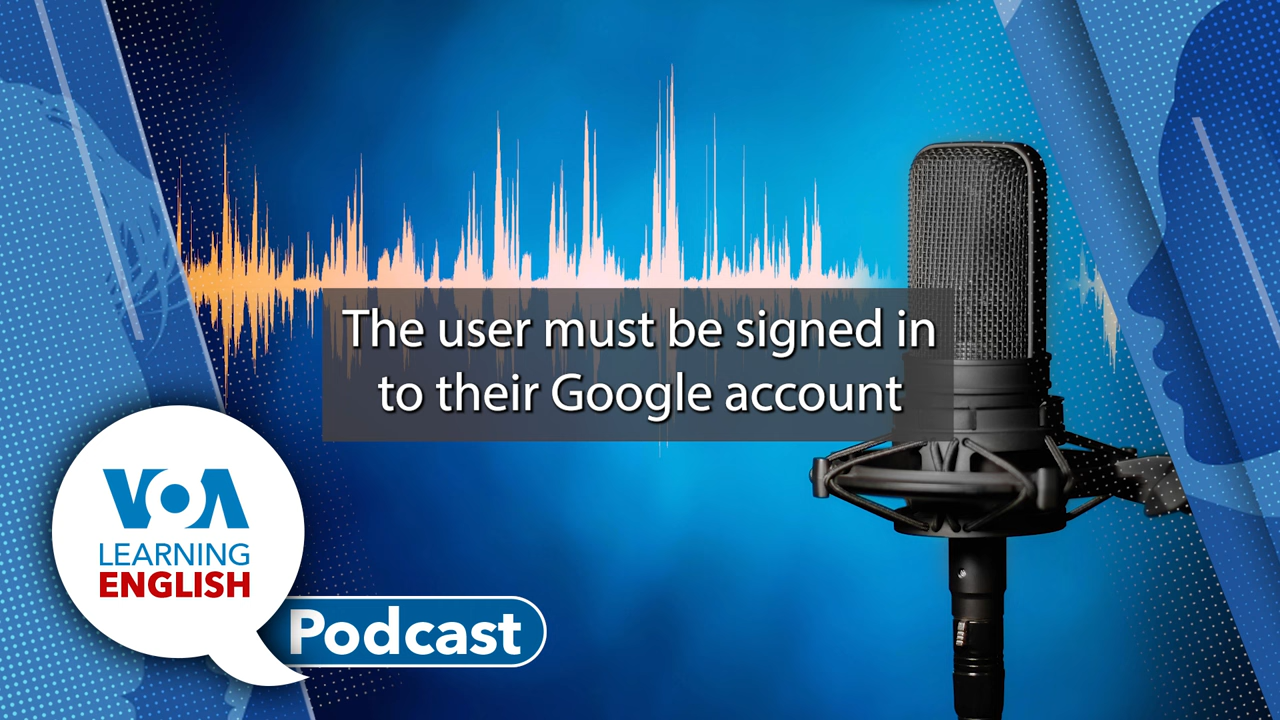 The user must be signed in
to their Google account
VOA
LEARNING
ENGLISH
Podcast